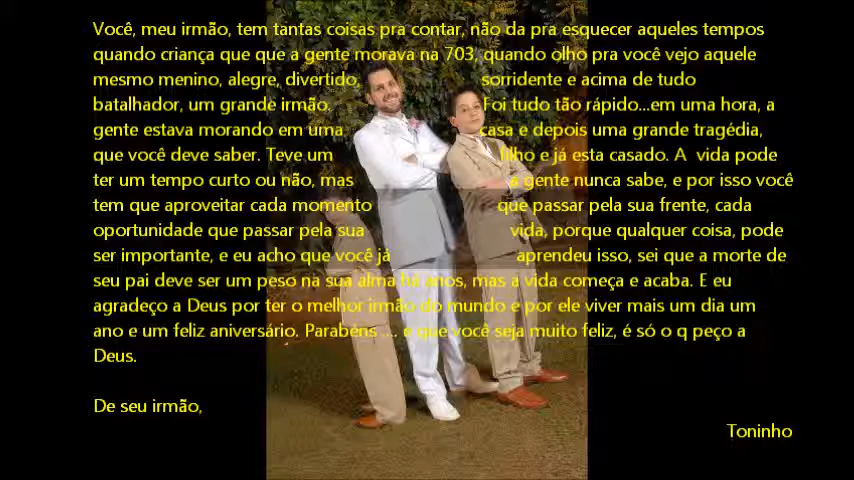 Você, meu irmão, tem tantas coisas pra contar, não da pra esquecer aqueles tempos
quando criança que que a gente morava na 703, quando olho pra você vejo aquele
mesmo menino, alegre, divertido, sorridente e acima de tudo
batalhador, um grande irmão. Foi tudo tão rápido...em uma hora, a
gente estava morando em uma casa e depois uma grande tragédia,
que você deve saber. Teve um filho e já esta casado. A vida pode
ter um tempo curto ou não, mas a gente nunca sabe, e por isso você
tem que aproveitar cada momento que passar pela sua frente, cada
oportunidade que passar pela sua vida, porque qualquer coisa, pode
ser importante, e eu acho que você já aprendeu isso, sei que a morte de
seu pai deve ser um peso na sua alma há anos, mas a vida começa e acaba. E eu
agradeço a Deus por ter o melhor irmão do mundo e por ele viver mais um dia um
ano e um feliz aniversário. Parabéns .... e que você seja muito feliz, é só o q peço a
Deus.
De seu irmão,
Toninho